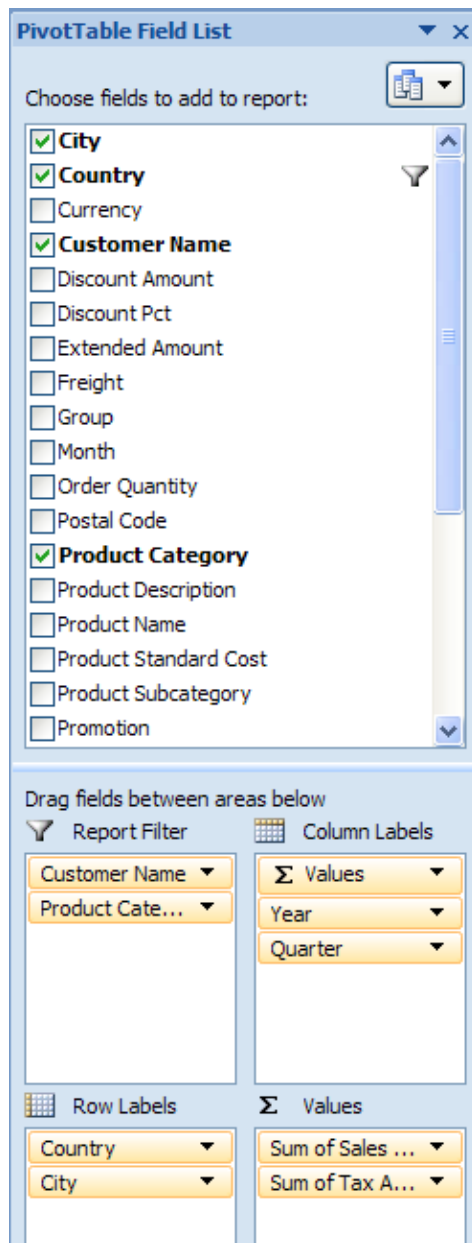 PivotTable Field List
Choose fields to add to report:
City
Country
Currency
Customer Name
Discount Amount
Discount Pct
Extended Amount
Freight
Group
Month
Order Quantity
Postal Code
Product Category
Product Description
Product Name
Product Standard Cost
Product Subcategory
Promotion
Drag fields between areas below
Report Filter
Column Labels
Customer Name
Σ Values
Product Cate...
Year
Quarter
Row Labels
Σ Values
Country
Sum of Sales ...
City
Sum of Tax A...